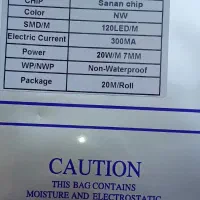 CHIP Sanan chip
Color NW
SMD/M 120LED/M
Electric Current 300MA
Power 20W/M 7MM
WP/NWP Non-Waterproof
Package 20M/Roll
CAUTION
THIS BAG CONTAINS
MOISTURE AND ELECTROSTATIC